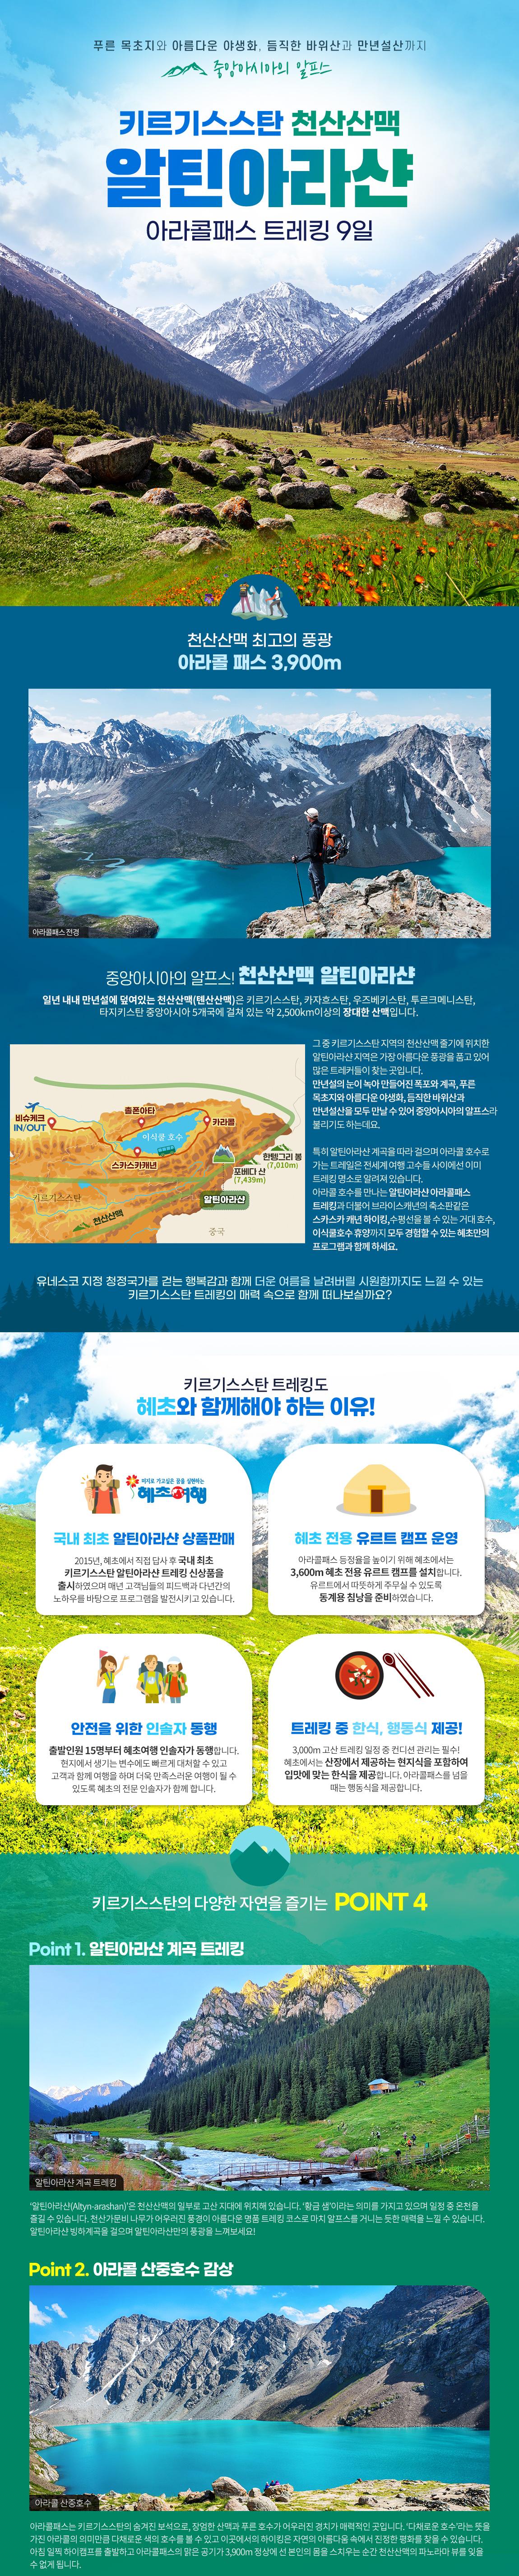 푸른 목초지와 아름다운 야생화, 듬직한 바위산과 만년설산까지
중앙아시아의 알프스
키르기스스탄 천산산맥
알틴아라샨
아라콜패스 트레킹 9일
천산산맥 최고의 풍광
아라콜 패스 3,900m
아라콜패스 전경
중앙아시아의 알프스! 천산산맥 알틴아라샨
일년 내내 만년설에 덮여있는 천산산맥(텐산산맥)은 키르기스스탄, 카자흐스탄, 우즈베키스탄, 투르크메니스탄,
타지키스탄 중앙아시아 5개국에 걸쳐 있는 약 2,500km이상의 장대한 산맥입니다.
비슈케크
IN/OUT
촐폰아타
카라콜
이식쿨 호수
스카스카캐년
한텡그리 봉
(7,010m)
포베다 산
(7,439m)
알틴아라샨
키르기스스탄
천산산맥
중국
그 중 키르기스스탄 지역의 천산산맥 줄기에 위치한
알틴아라샨 지역은 가장 아름다운 풍광을 품고 있어
많은 트레커들이 찾는 곳입니다.
만년설의 눈이 녹아 만들어진 폭포와 계곡, 푸른
목초지와 아름다운 야생화, 듬직한 바위산과
만년설산을 모두 만날 수 있어 중앙아시아의 알프스라
불리기도 하는데요.
특히 알틴아라샨 계곡을 따라 걸으며 아라콜 호수로
가는 트레일은 전세계 여행 고수들 사이에선 이미
트레킹 명소로 알려져 있습니다.
아라콜 호수를 만나는 알틴아라샨 아라콜패스
트레킹과 더불어 브라이스캐년의 축소판같은
스카스카 캐년 하이킹,수평선을 볼 수 있는 거대 호수,
이식쿨호수 휴양까지 모두 경험할 수 있는 혜초만의
프로그램과 함께 하세요.
유네스코 지정 청정국가를 걷는 행복감과 함께 더운 여름을 날려버릴 시원함까지도 느낄 수 있는
키르기스스탄 트레킹의 매력 속으로 함께 떠나보실까요?
키르기스스탄 트레킹도
혜초와 함께해야 하는 이유!
미지로 가고싶은 꿈을 실현하는
혜초여행
국내 최초 알틴아라샨 상품판매
2015년, 혜초에서 직접 답사 후 국내 최초
키르기스스탄 알틴아라샨 트레킹 신상품을
출시하였으며 매년 고객님들의 피드백과 다년간의
노하우를 바탕으로 프로그램을 발전시키고 있습니다.
혜초 전용 유르트 캠프 운영
아라콜패스 등정율을 높이기 위해 혜초에서는
3,600m 혜초 전용 유르트 캠프를 설치합니다.
유르트에서 따뜻하게 주무실 수 있도록
동계용 침낭을 준비하였습니다.
안전을 위한 인솔자 동행
출발인원 15명부터 혜초여행 인솔자가 동행합니다.
현지에서 생기는 변수에도 빠르게 대처할 수 있고
고객과 함께 여행을 하며 더욱 만족스러운 여행이 될 수
있도록 혜초의 전문 인솔자가 함께 합니다.
트레킹 중 한식, 행동식 제공!
3,000m 고산 트레킹 일정 중 컨디션 관리는 필수!
혜초에서는 산장에서 제공하는 현지식을 포함하여
입맛에 맞는 한식을 제공합니다. 아라콜패스를 넘을
때는 행동식을 제공합니다.
키르기스스탄의 다양한 자연을 즐기는 POINT 4
Point 1. 알틴아라샨 계곡 트레킹
알틴아라샨 계곡 트레킹
'알틴아라샨(Altyn-arashan)'은 천산산맥의 일부로 고산 지대에 위치해 있습니다. '황금 샘'이라는 의미를 가지고 있으며 일정 중 온천을
즐길 수 있습니다. 천산가문비 나무가 어우러진 풍경이 아름다운 명품 트레킹 코스로 마치 알프스를 거니는 듯한 매력을 느낄 수 있습니다.
알틴아라샨 빙하계곡을 걸으며 알틴아라샨만의 풍광을 느껴보세요!
Point 2. 아라콜 산중호수 감상
아라콜 산중호수
아라콜패스는 키르기스스탄의 숨겨진 보석으로, 장엄한 산맥과 푸른 호수가 어우러진 경치가 매력적인 곳입니다. '다채로운 호수'라는 뜻을
가진 아라콜의 의미만큼 다채로운 색의 호수를 볼 수 있고 이곳에서의 하이킹은 자연의 아름다움 속에서 진정한 평화를 찾을 수 있습니다.
아침 일찍 하이캠프를 출발하고 아라콜패스의 맑은 공기가 3,900m 정상에 선 본인의 몸을 스치우는 순간 천산산맥의 파노라마 뷰를 잊을
수 없게 됩니다.